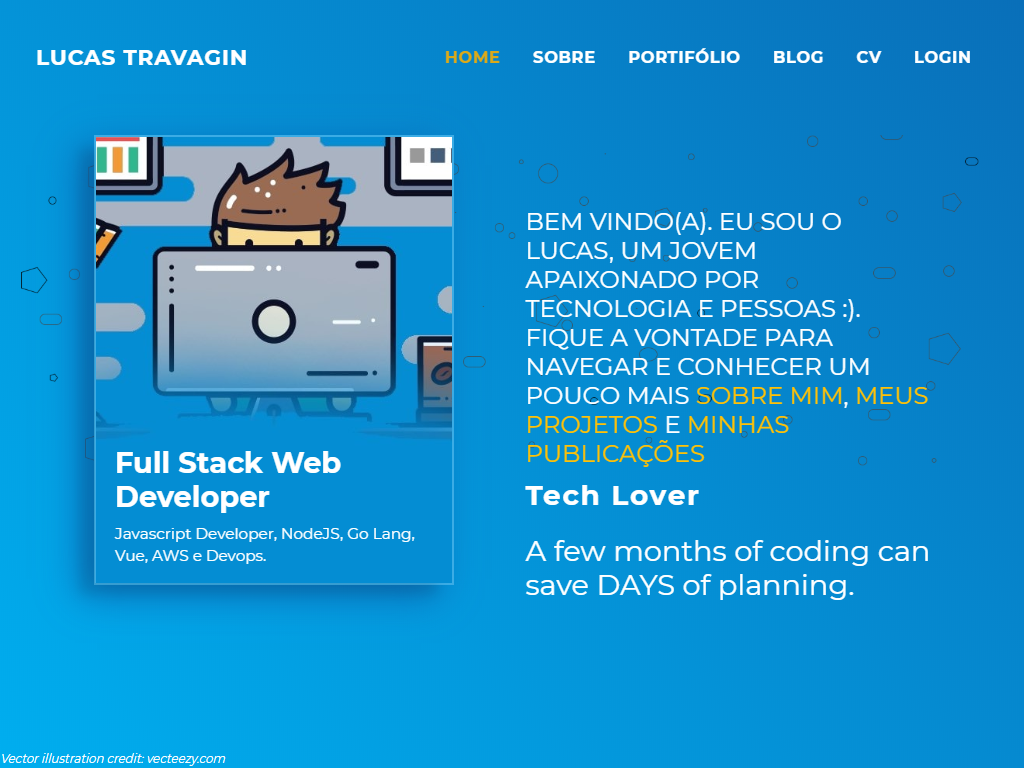 LUCAS TRAVAGIN
HOME SOBRE PORTIFÓLIO BLOG CV LOGIN
Full Stack Web
Developer
Javascript Developer, NodeJS, Go Lang,
Vue, AWS e Devops.
BEM VINDO(A). EU SOU O
LUCAS, UM JOVEM
APAIXONADO POR
TECNOLOGIA E PESSOAS :).
FIQUE A VONTADE PARA
NAVEGAR E CONHECER UM
POUCO MAIS SOBRE MIM, MEUS
PROJETOS E MINHAS
PUBLICAÇÕES
Tech Lover
A few months of coding can
save DAYS of planning.
Vector illustration credit: vecteezy.com